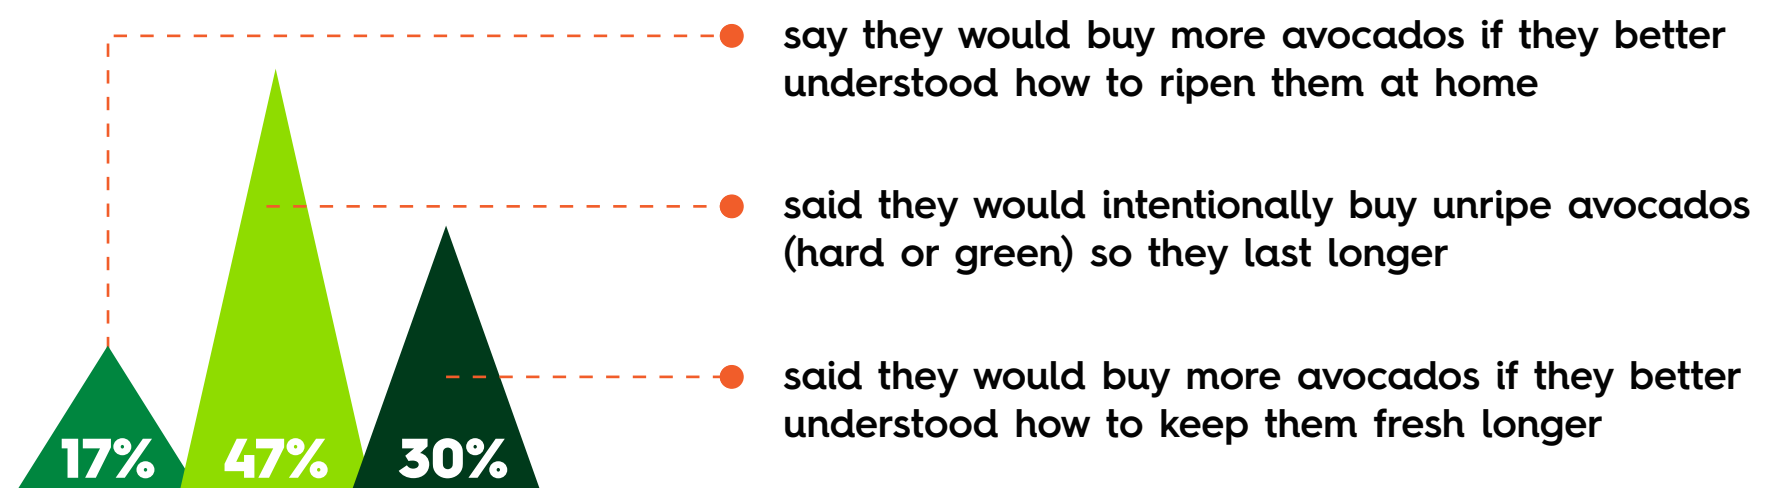 say they would buy more avocados if they better
understood how to ripen them at home
said they would intentionally buy unripe avocados
(hard or green) so they last longer
said they would buy more avocados if they better
understood how to keep them fresh longer
17%
47%
30%